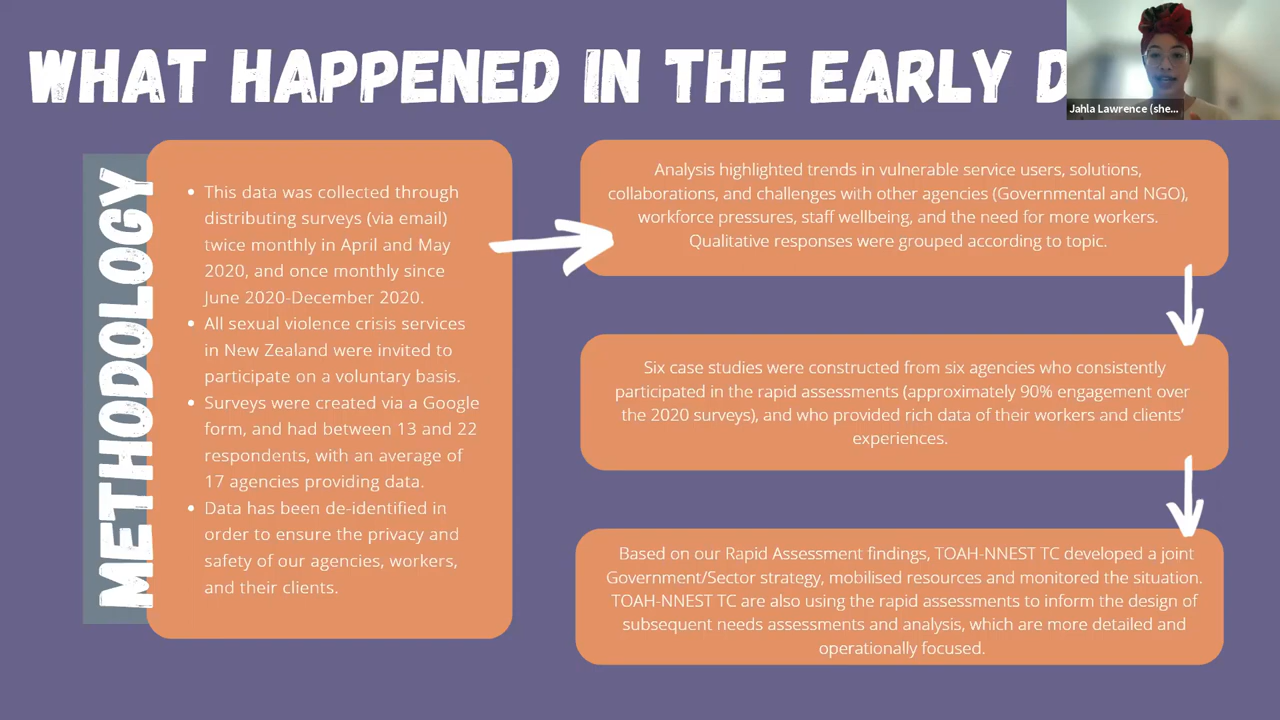 WHAT HAPPENED IN THE EARLY D
Jahla Lawrence (she...
METHODOLOGY
• This data was collected through
distributing surveys (via email)
twice monthly in April and May
2020, and once monthly since
June 2020-December 2020.
• All sexual violence crisis services
in New Zealand were invited to
participate on a voluntary basis.
• Surveys were created via a Google
form, and had between 13 and 22
respondents, with an average of
17 agencies providing data.
• Data has been de-identified in
order to ensure the privacy and
safety of our agencies, workers,
and their clients.
Analysis highlighted trends in vulnerable service users, solutions,
collaborations, and challenges with other agencies (Governmental and NGO),
workforce pressures, staff wellbeing, and the need for more workers.
Qualitative responses were grouped according to topic.
Six case studies were constructed from six agencies who consistently
participated in the rapid assessments (approximately 90% engagement over
the 2020 surveys), and who provided rich data of their workers and clients’
experiences.
Based on our Rapid Assessment findings, TOAH-NNEST TC developed a joint
Government/Sector strategy, mobilised resources and monitored the situation.
TOAH-NNEST TC are also using the rapid assessments to inform the design of
subsequent needs assessments and analysis, which are more detailed and
operationally focused.